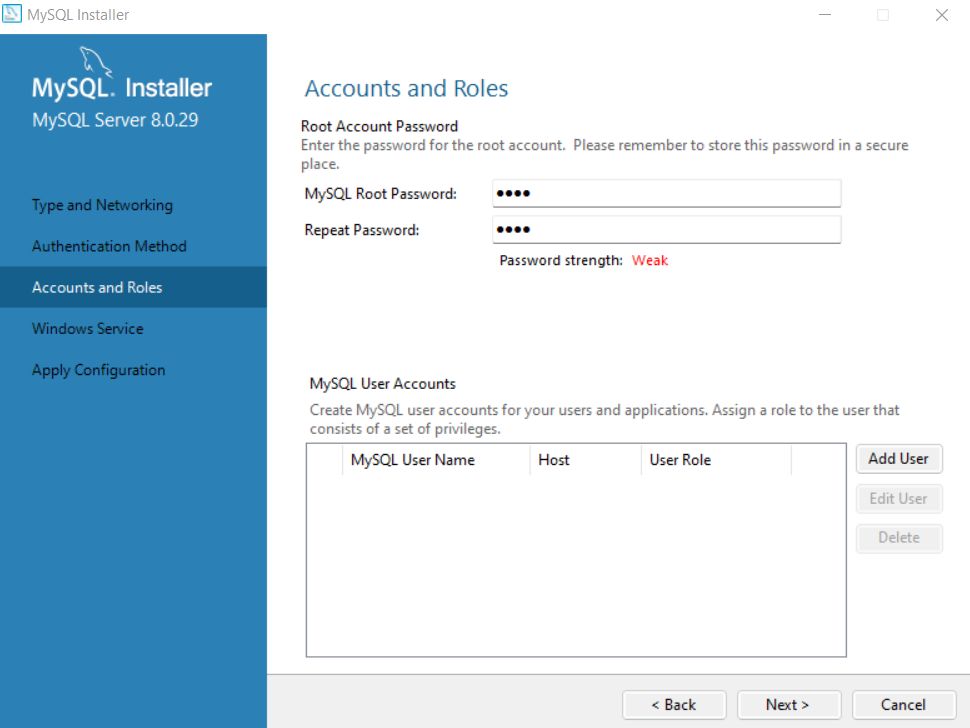 MySQL Installer
MySQL. Installer
MySQL Server 8.0.29
Type and Networking
Authentication Method
Accounts and Roles
Windows Service
Apply Configuration
Accounts and Roles
Root Account Password
Enter the password for the root account.  Please remember to store this password in a secure
place.
MySQL Root Password: ●●●●
Repeat Password: ●●●●
Password strength: Weak
MySQL User Accounts
Create MySQL user accounts for your users and applications. Assign a role to the user that
consists of a set of privileges.
MySQL User Name Host User Role
Add User
Edit User
Delete
< Back Next > Cancel